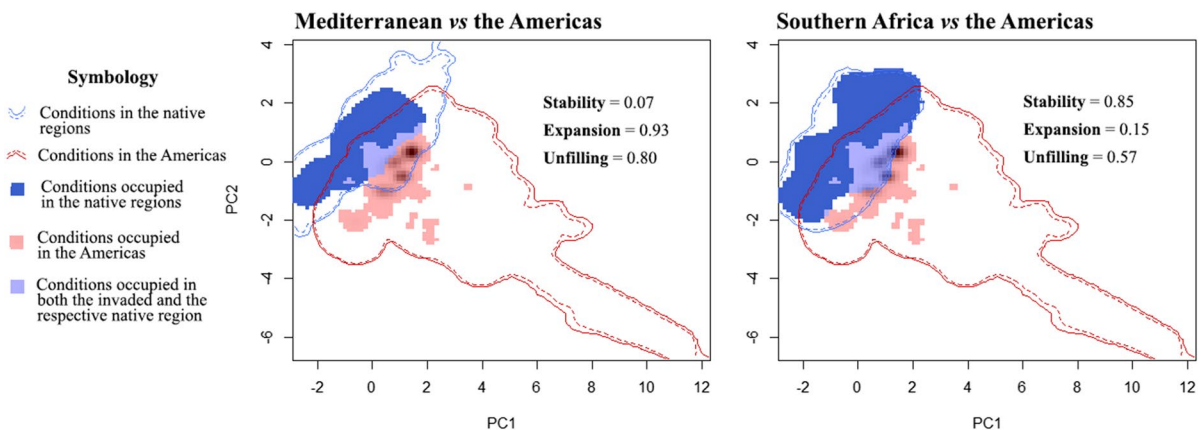 Mediterranean vs the Americas
Southern Africa vs the Americas
Symbology
Conditions in the native
regions
Conditions in the Americas
Conditions occupied
in the native regions
Conditions occupied
in the Americas
Conditions occupied in
both the invaded and the
respective native region
PC2
4
2
0
-2
-4
-6
Stability = 0.07
Expansion = 0.93
Unfilling = 0.80
-2 0 2 4 6 8 10 12
PC1
4
2
0
-2
-4
-6
Stability = 0.85
Expansion = 0.15
Unfilling = 0.57
-2 0 2 4 6 8 10 12
PC1